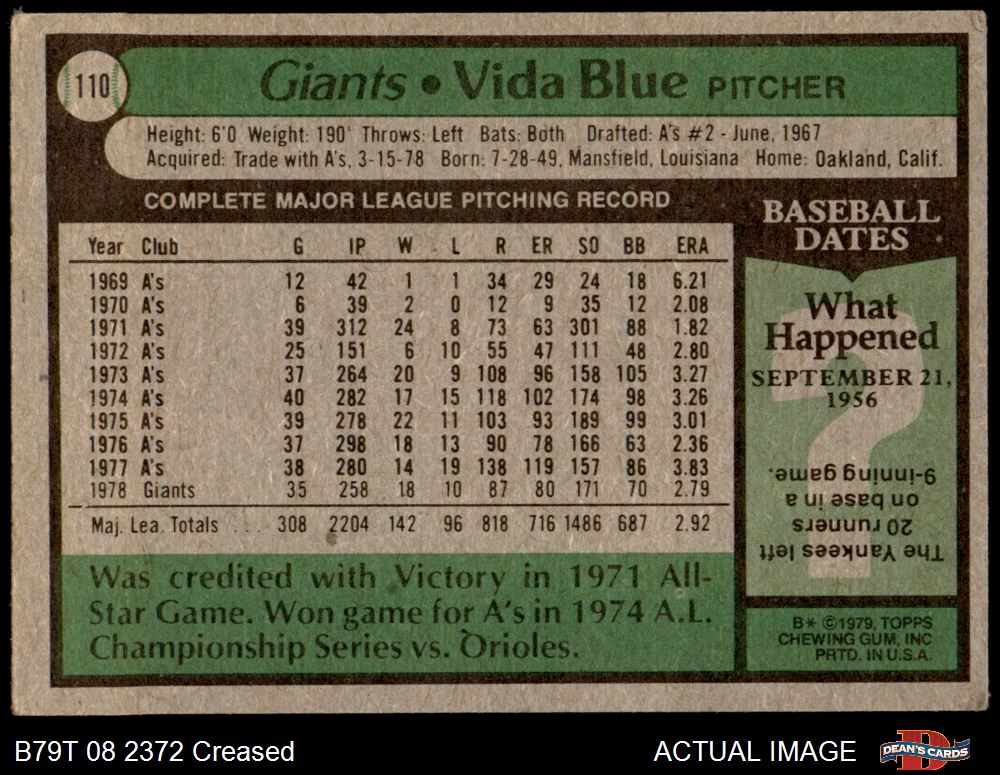 110
Giants • Vida Blue PITCHER
Height: 6'0 Weight: 190 Throws: Left Bats: Both Drafted: A's #2 - June, 1967
Acquired: Trade with A's, 3-15-78 Born: 7-28-49, Mansfield, Louisiana Home: Oakland, Calif.
COMPLETE MAJOR LEAGUE PITCHING RECORD
Year Club G IP W L R ER SO BB ERA
1969 A's 12 42 1 1 34 29 24 18 6.21
1970 A's 6 39 2 0 12 9 35 12 2.08
1971 A's 39 312 24 8 73 63 301 88 1.82
1972 A's 25 151 6 10 55 47 111 48 2.80
1973 A's 37 264 20 9 108 96 158 105 3.27
1974 A's 40 282 17 15 118 102 174 98 3.26
1975 A's 39 278 22 11 103 93 189 99 3.01
1976 A's 37 298 18 13 90 78 166 63 2.36
1977 A's 38 280 14 19 138 119 157 86 3.83
1978 Giants 35 258 18 10 87 80 171 70 2.79
Maj. Lea. Totals . . . 308 2204 142 96 818 716 1486 687 2.92
Was credited with Victory in 1971 All-
Star Game. Won game for A's in 1974 A.L.
Championship Series vs. Orioles.
BASEBALL
DATES
What
Happened
SEPTEMBER 21,
1956
?
The Yankees left
20 runners
on base in a
9-inning game.
B* ©1979, TOPPS
CHEWING GUM, INC
PRTD. IN U.S.A.
B79T 08 2372 Creased
ACTUAL IMAGE
DEAN'S CARDS